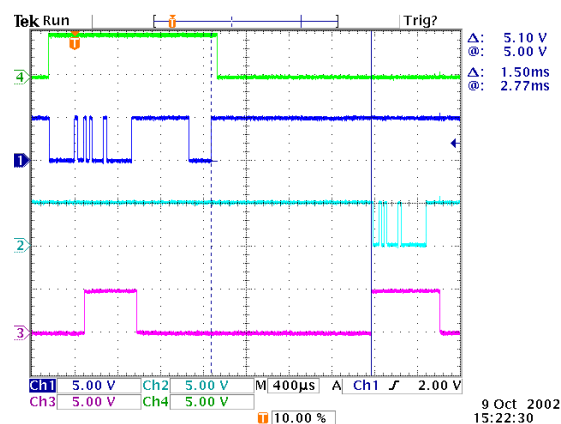 Tek Run Trig?
T
T
Δ: 5.10 V
@: 5.00 V
Δ: 1.50ms
@: 2.77ms
4
1
2
3
Ch1 5.00 V Ch2 5.00 V M 400µs A Ch1 ʃ 2.00 V
Ch3 5.00 V Ch4 5.00 V
T 10.00 %
9 Oct 2002
15:22:30